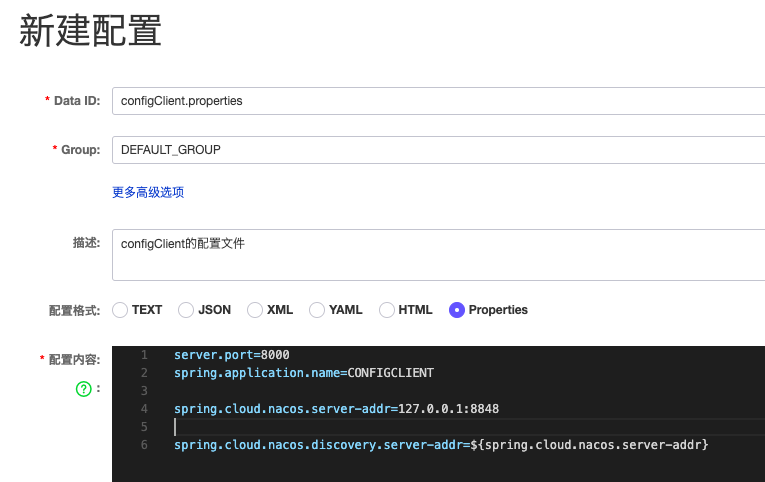 新建配置
* Data ID: configClient.properties
* Group: DEFAULT_GROUP
更多高级选项
描述: configClient的配置文件
配置格式: TEXT JSON XML YAML HTML Properties
* 配置内容:
? :
1 server.port=8000
2 spring.application.name=CONFIGCLIENT
3
4 spring.cloud.nacos.server-addr=127.0.0.1:8848
5
6 spring.cloud.nacos.discovery.server-addr=${spring.cloud.nacos.server-addr}